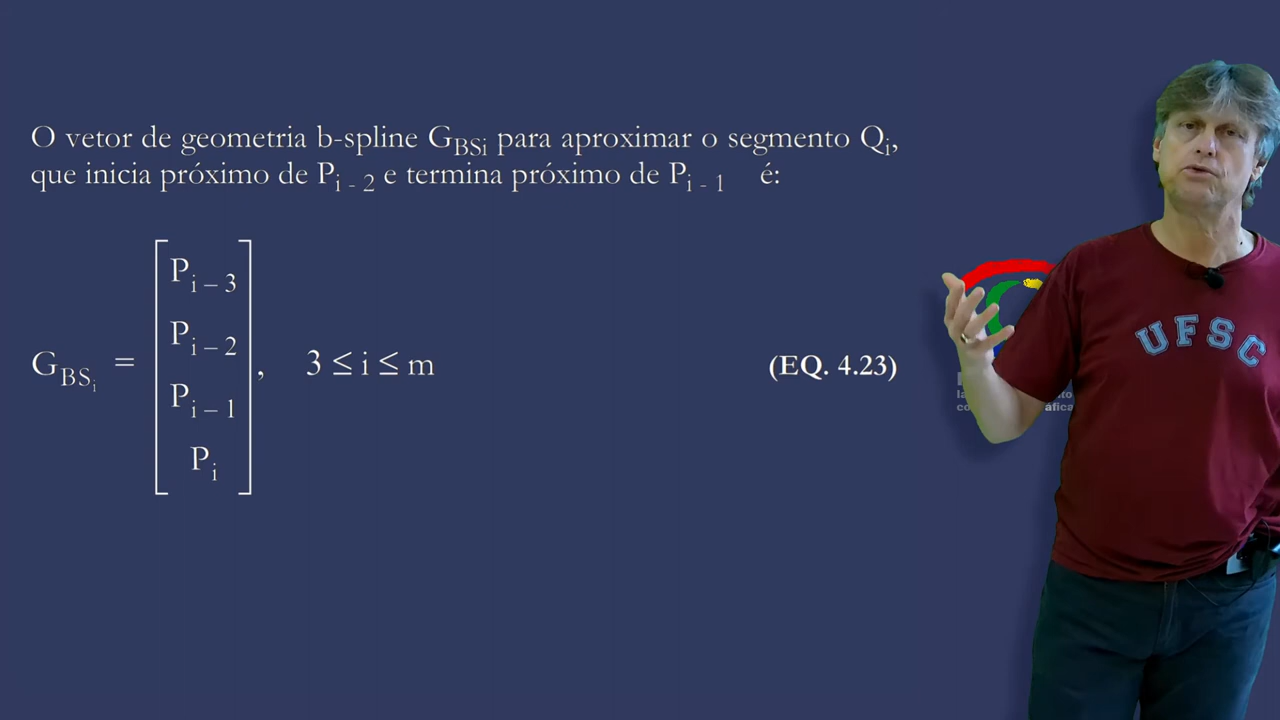 O vetor de geometria b-spline G_BSi para aproximar o segmento Q_i,
que inicia próximo de P_i - 2 e termina próximo de P_i - 1 é:
P_i – 3
P_i – 2
G_BS_i = , 3 ≤ i ≤ m (EQ. 4.23)
P_i – 1
P_i
UFSC